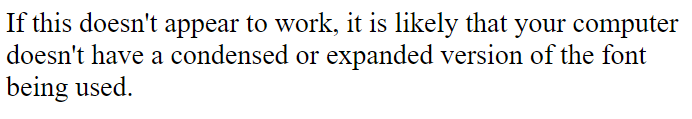 If this doesn't appear to work, it is likely that your computer
doesn't have a condensed or expanded version of the font
being used.